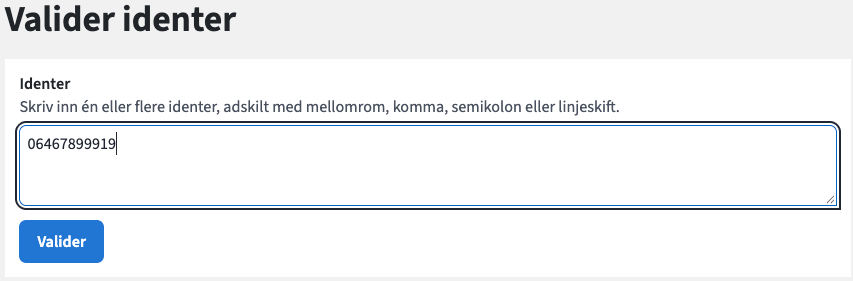 Valider identer
Identer
Skriv inn én eller flere identer, adskilt med mellomrom, komma, semikolon eller linjeskift.
06467899919
Valider